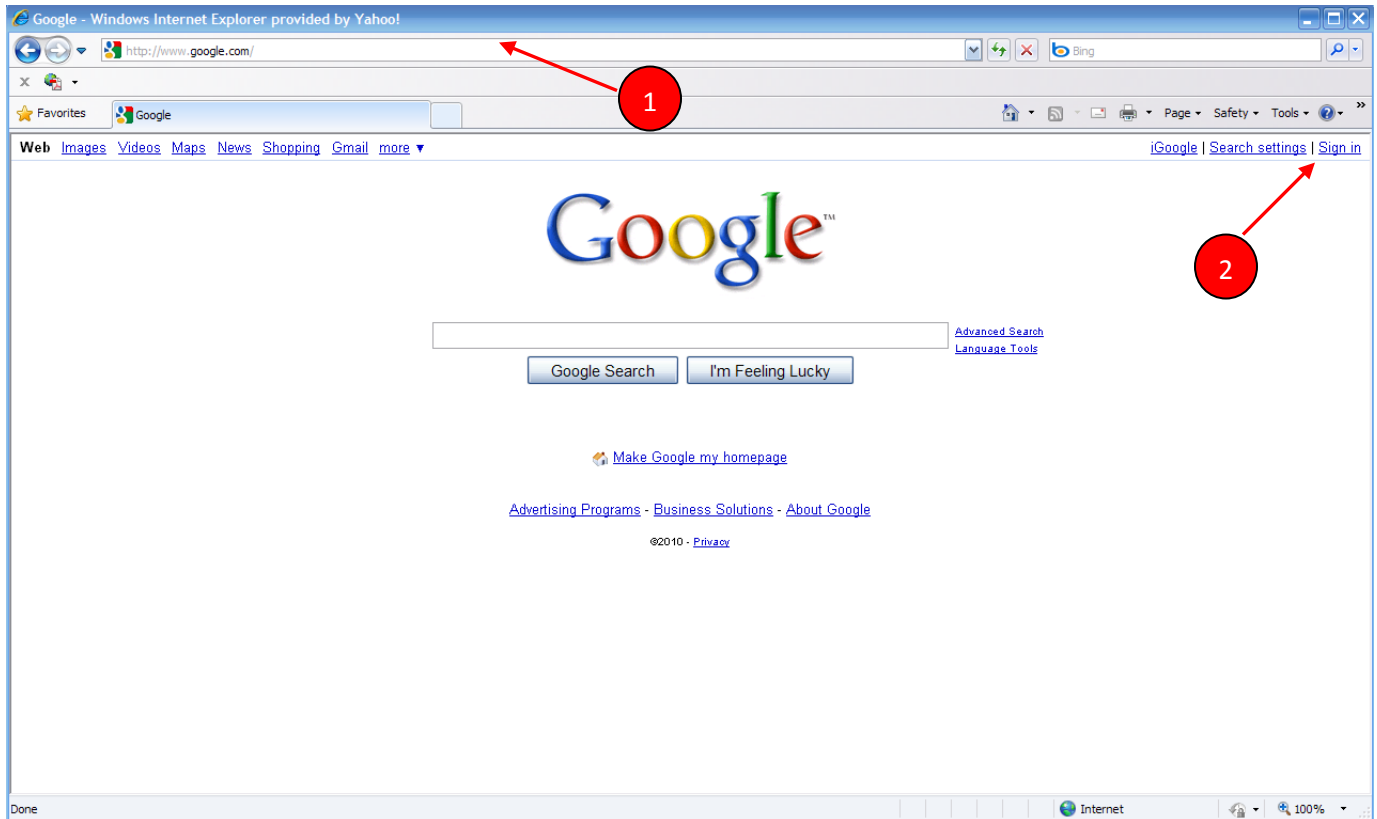 Google - Windows Internet Explorer provided by Yahoo!
http://www.google.com/
Bing
1
Favorites
Google
Page
Safety
Tools
»
Web Images Videos Maps News Shopping Gmail more ▼
iGoogle | Search settings | Sign in
Google™
2
Advanced Search
Language Tools
Google Search
I'm Feeling Lucky
Make Google my homepage
Advertising Programs - Business Solutions - About Google
©2010 - Privacy
Done
Internet
100%